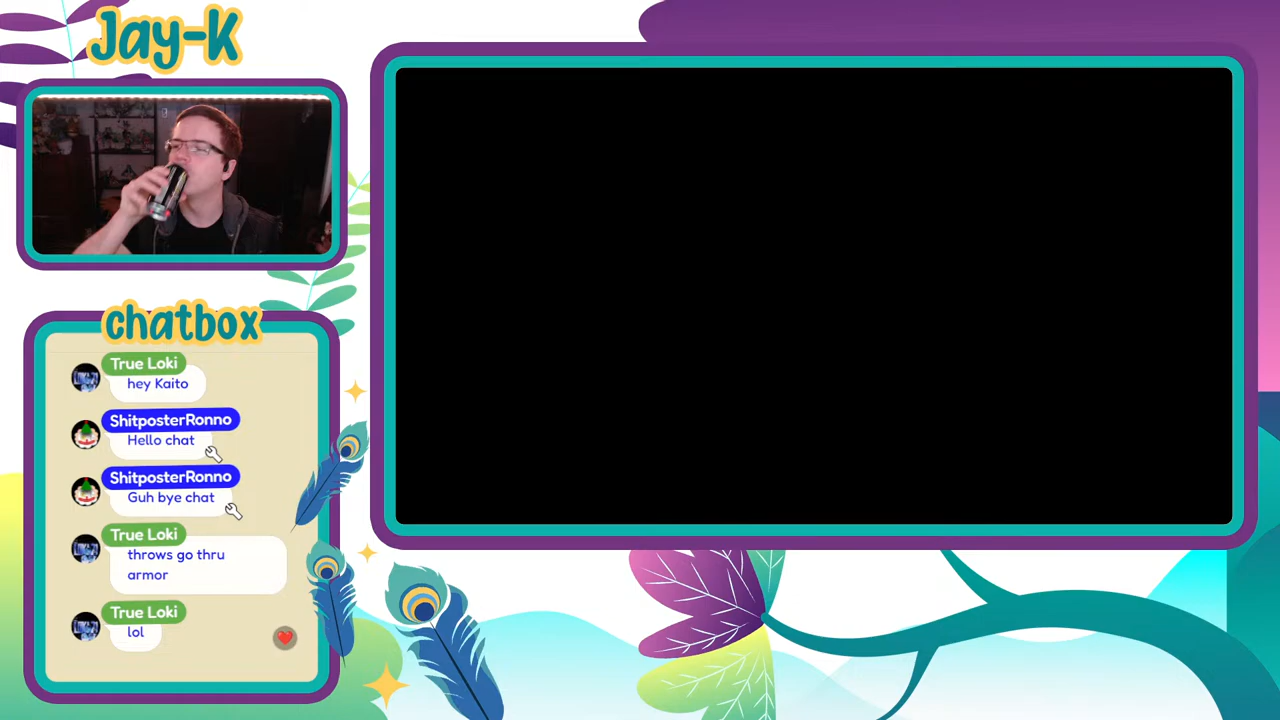 Jay-K
chatbox
True Loki
hey Kaito
ShitposterRonno
Hello chat
ShitposterRonno
Guh bye chat
True Loki
throws go thru
armor
True Loki
lol